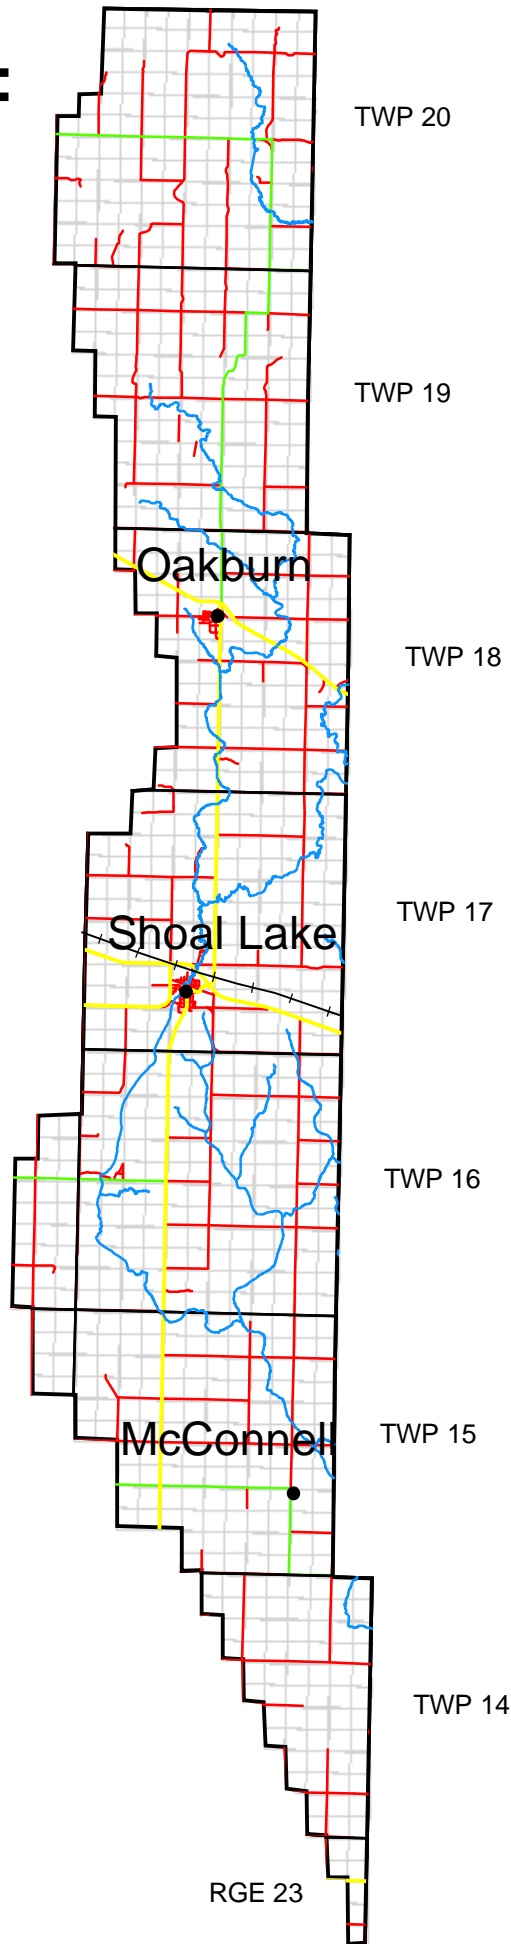 :
TWP 20
TWP 19
Oakburn
TWP 18
TWP 17
Shoal Lake
TWP 16
McConnell
TWP 15
TWP 14
RGE 23